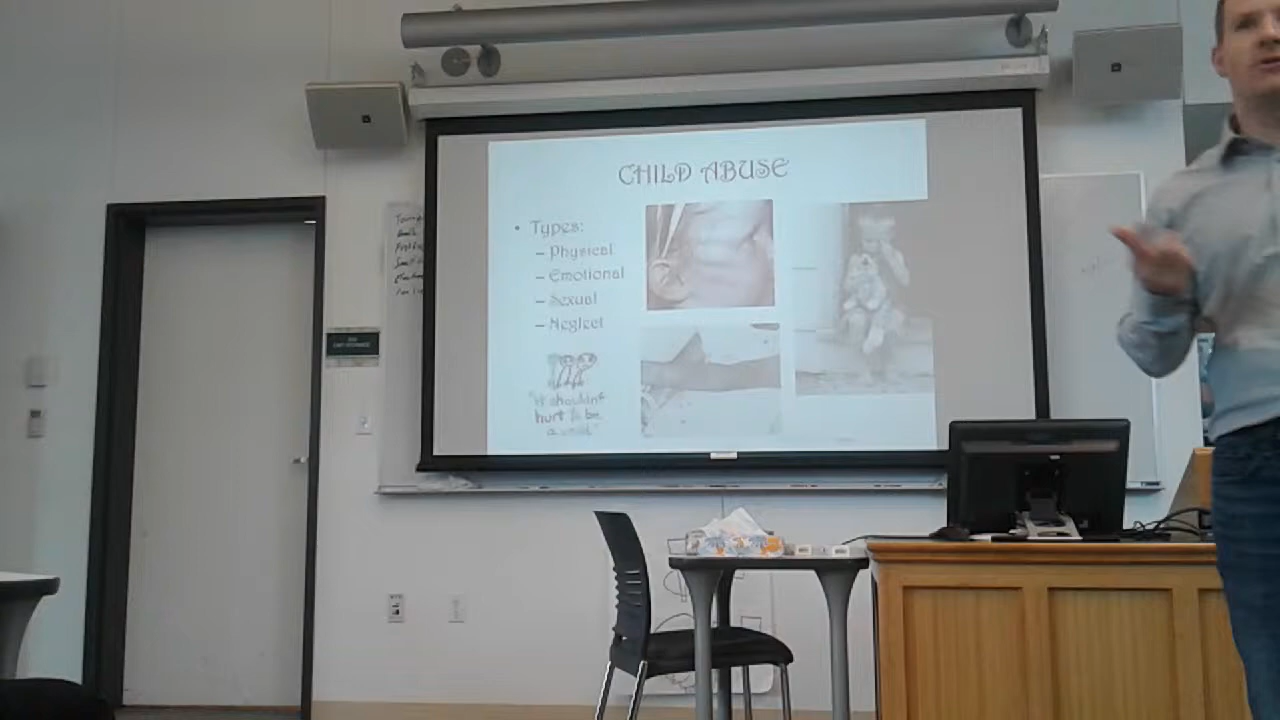 CHILD ABUSE
• Types:
– Physical
– Emotional
– Sexual
– Neglect
"It shouldn't
hurt to be
a child"